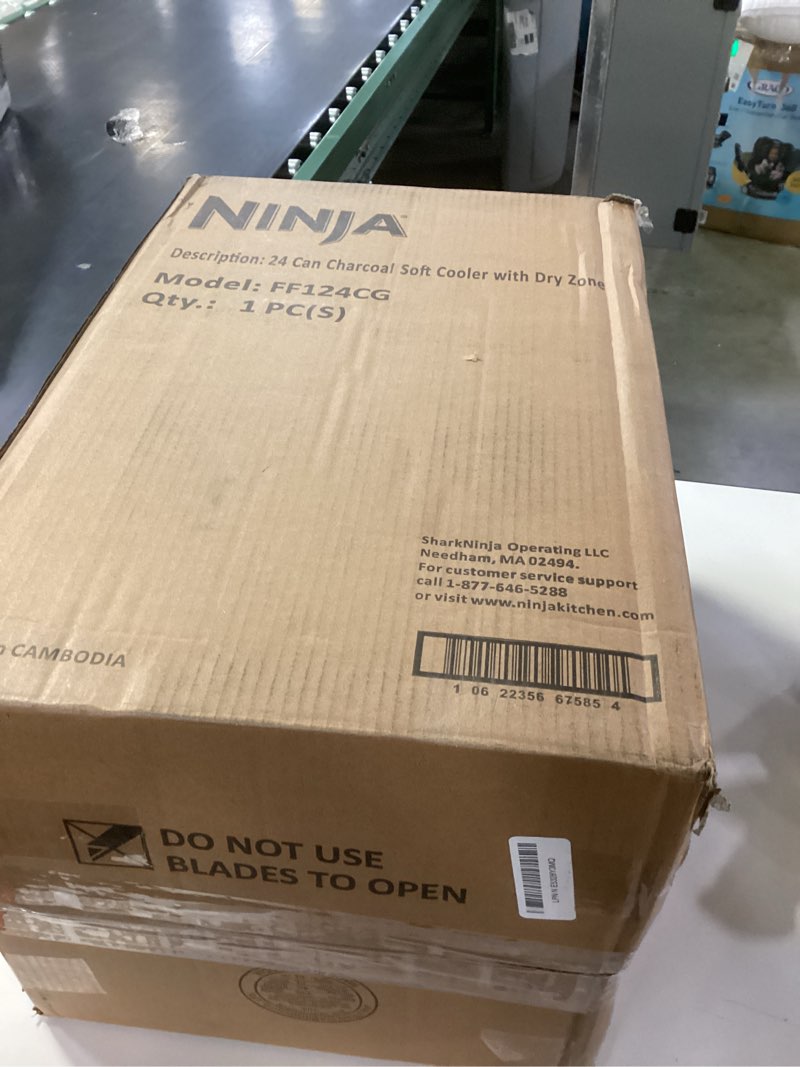 NINJA
Description: 24 Can Charcoal Soft Cooler with Dry Zone
Model: FF124CG
Qty.: 1 PC(S)
SharkNinja Operating LLC
Needham, MA 02494.
For customer service support
call 1-877-646-5288
or visit www.ninjakitchen.com
CAMBODIA
1 06 22356 67585 4
DO NOT USE
BLADES TO OPEN
GRACO